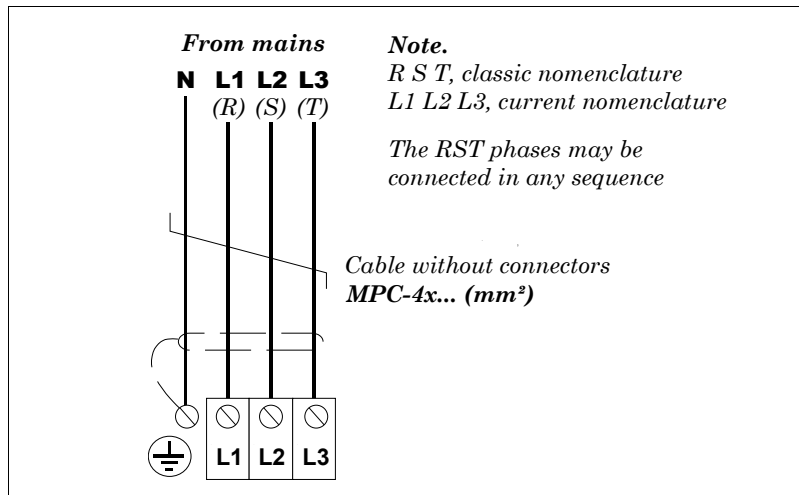 From mains
N L1 L2 L3
(R) (S) (T)
Note.
R S T, classic nomenclature
L1 L2 L3, current nomenclature
The RST phases may be
connected in any sequence
Cable without connectors
MPC-4x... (mm²)
L1 L2 L3